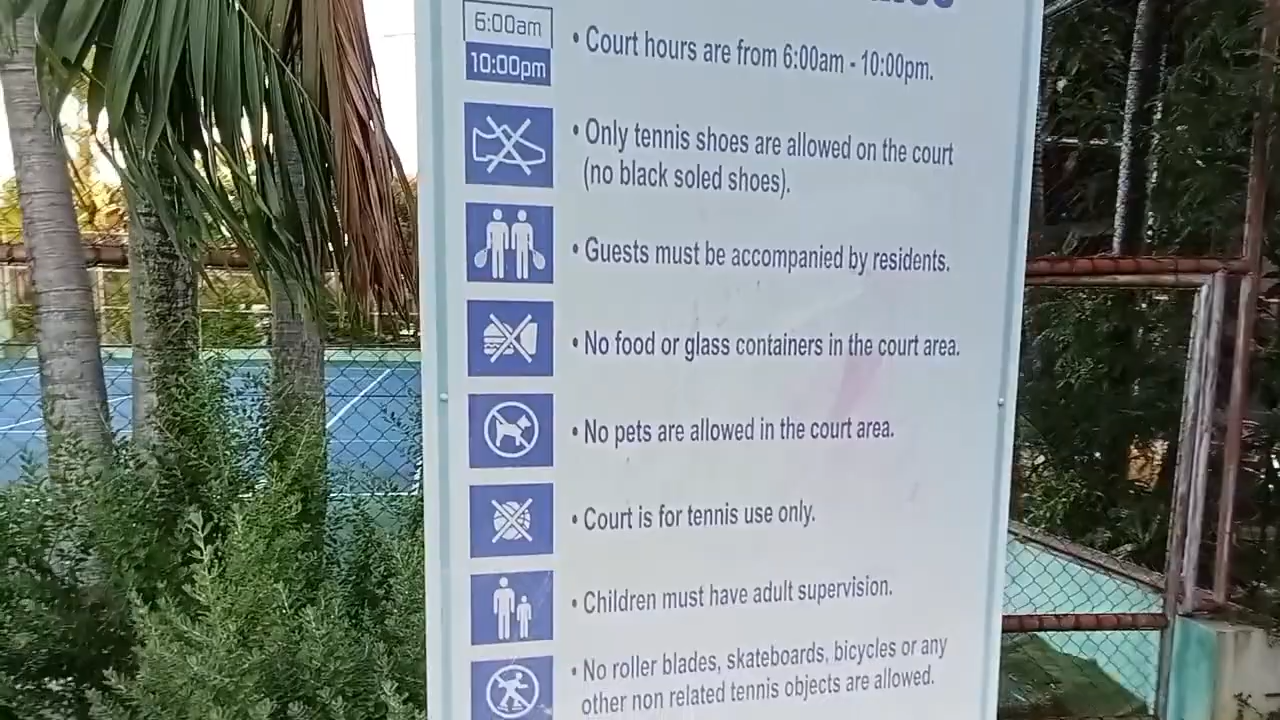 6:00am
10:00pm
• Court hours are from 6:00am - 10:00pm.
• Only tennis shoes are allowed on the court
(no black soled shoes).
• Guests must be accompanied by residents.
• No food or glass containers in the court area.
• No pets are allowed in the court area.
• Court is for tennis use only.
• Children must have adult supervision.
• No roller blades, skateboards, bicycles or any
other non related tennis objects are allowed.